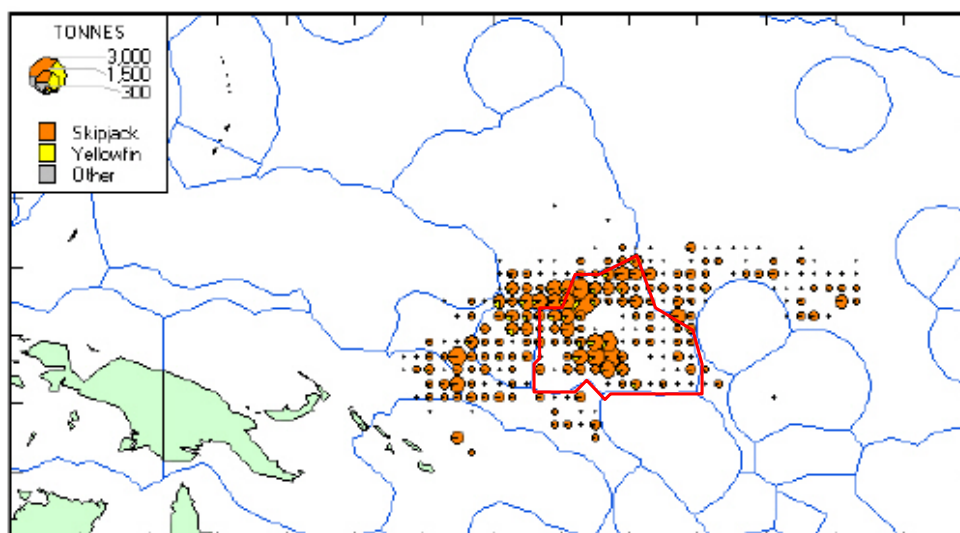 TONNES
3,000
1,500
300
Skipjack
Yellowfin
Other